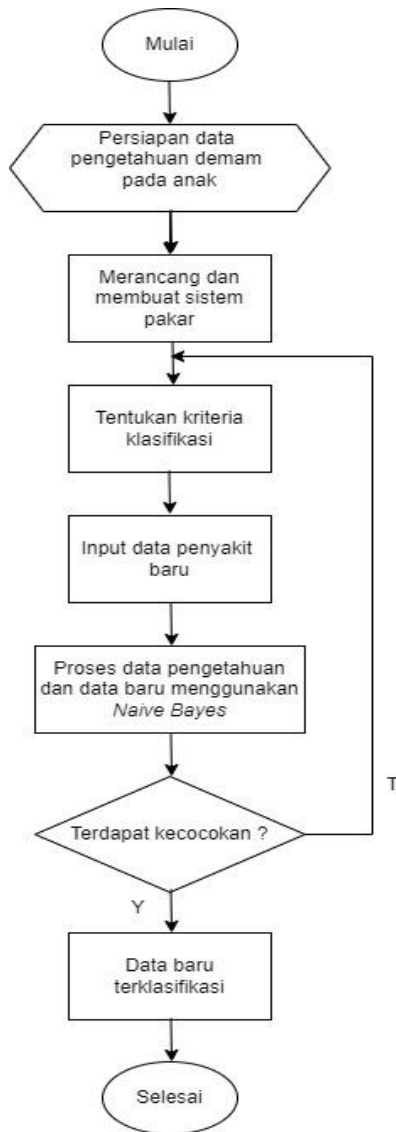 Mulai
Persiapan data
pengetahuan demam
pada anak
Merancang dan
membuat sistem
pakar
Tentukan kriteria
klasifikasi
Input data penyakit
baru
Proses data pengetahuan
dan data baru menggunakan
Naive Bayes
Terdapat kecocokan ?
T
Y
Data baru
terklasifikasi
Selesai